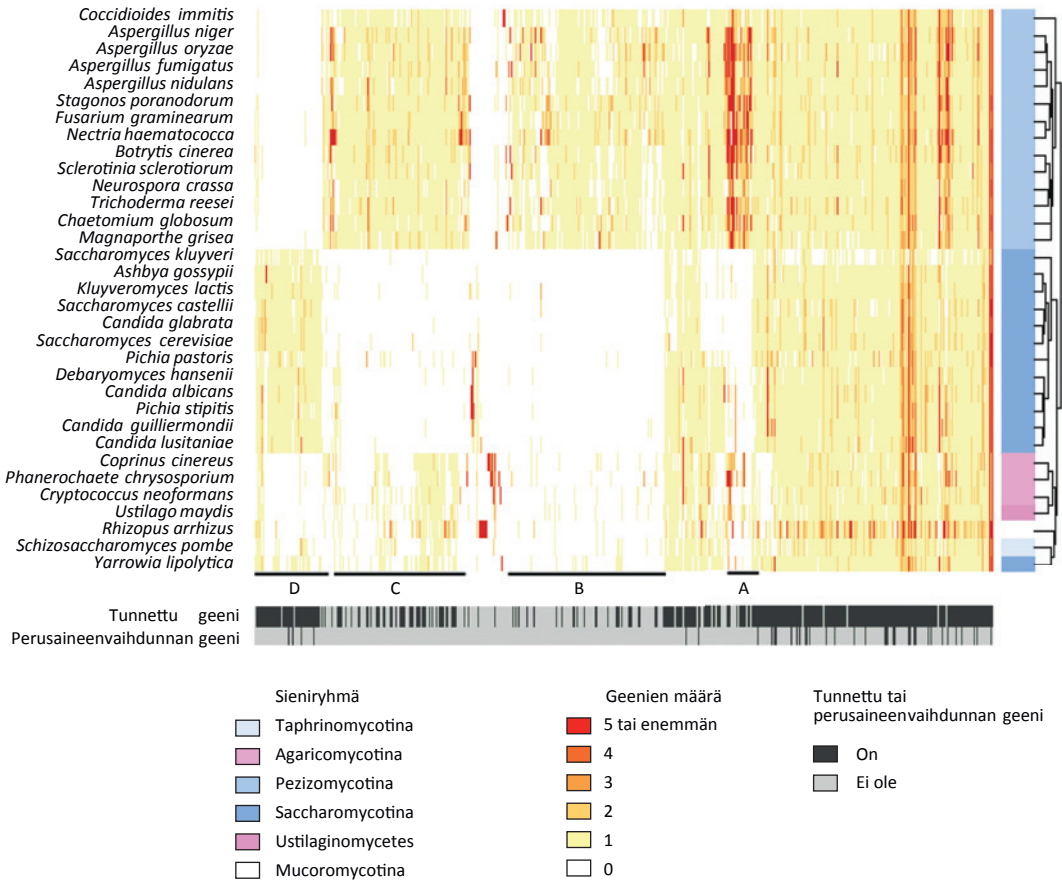 Coccidioides immitis
Aspergillus niger
Aspergillus oryzae
Aspergillus fumigatus
Aspergillus nidulans
Stagonos poranodorum
Fusarium graminearum
Nectria haematococa
Botrytis cinerea
Sclerotinia sclerotiorum
Neurospora crassa
Trichoderma reesei
Chaetomium globosum
Magnaporthe grisea
Saccharomyces kluyveri
Ashbya gossypii
Kluyveromyces lactis
Saccharomyces castellii
Candida glabrata
Saccharomyces cerevisiae
Pichia pastoris
Debaryomyces hansenii
Candida albicans
Pichia stipitis
Candida guilliermondii
Candida lusitaniae
Coprinus cinereus
Phanerochaete chrysosporium
Cryptococcus neoformans
Ustilago maydis
Rhizopus arrhizus
Schizosaccharomyces pombe
Yarrowia lipolytica
D C B A
Tunnettu geeni
Perusaineenvaihdunnan geeni
Sieniryhmä
Taphrinomycotina
Agaricomycotina
Pezizomycotina
Saccharomycotina
Ustilaginomycetes
Mucoromycotina
Geenien määrä
5 tai enemmän
4
3
2
1
0
Tunnettu tai
perusaineenvaihdunnan geeni
On
Ei ole